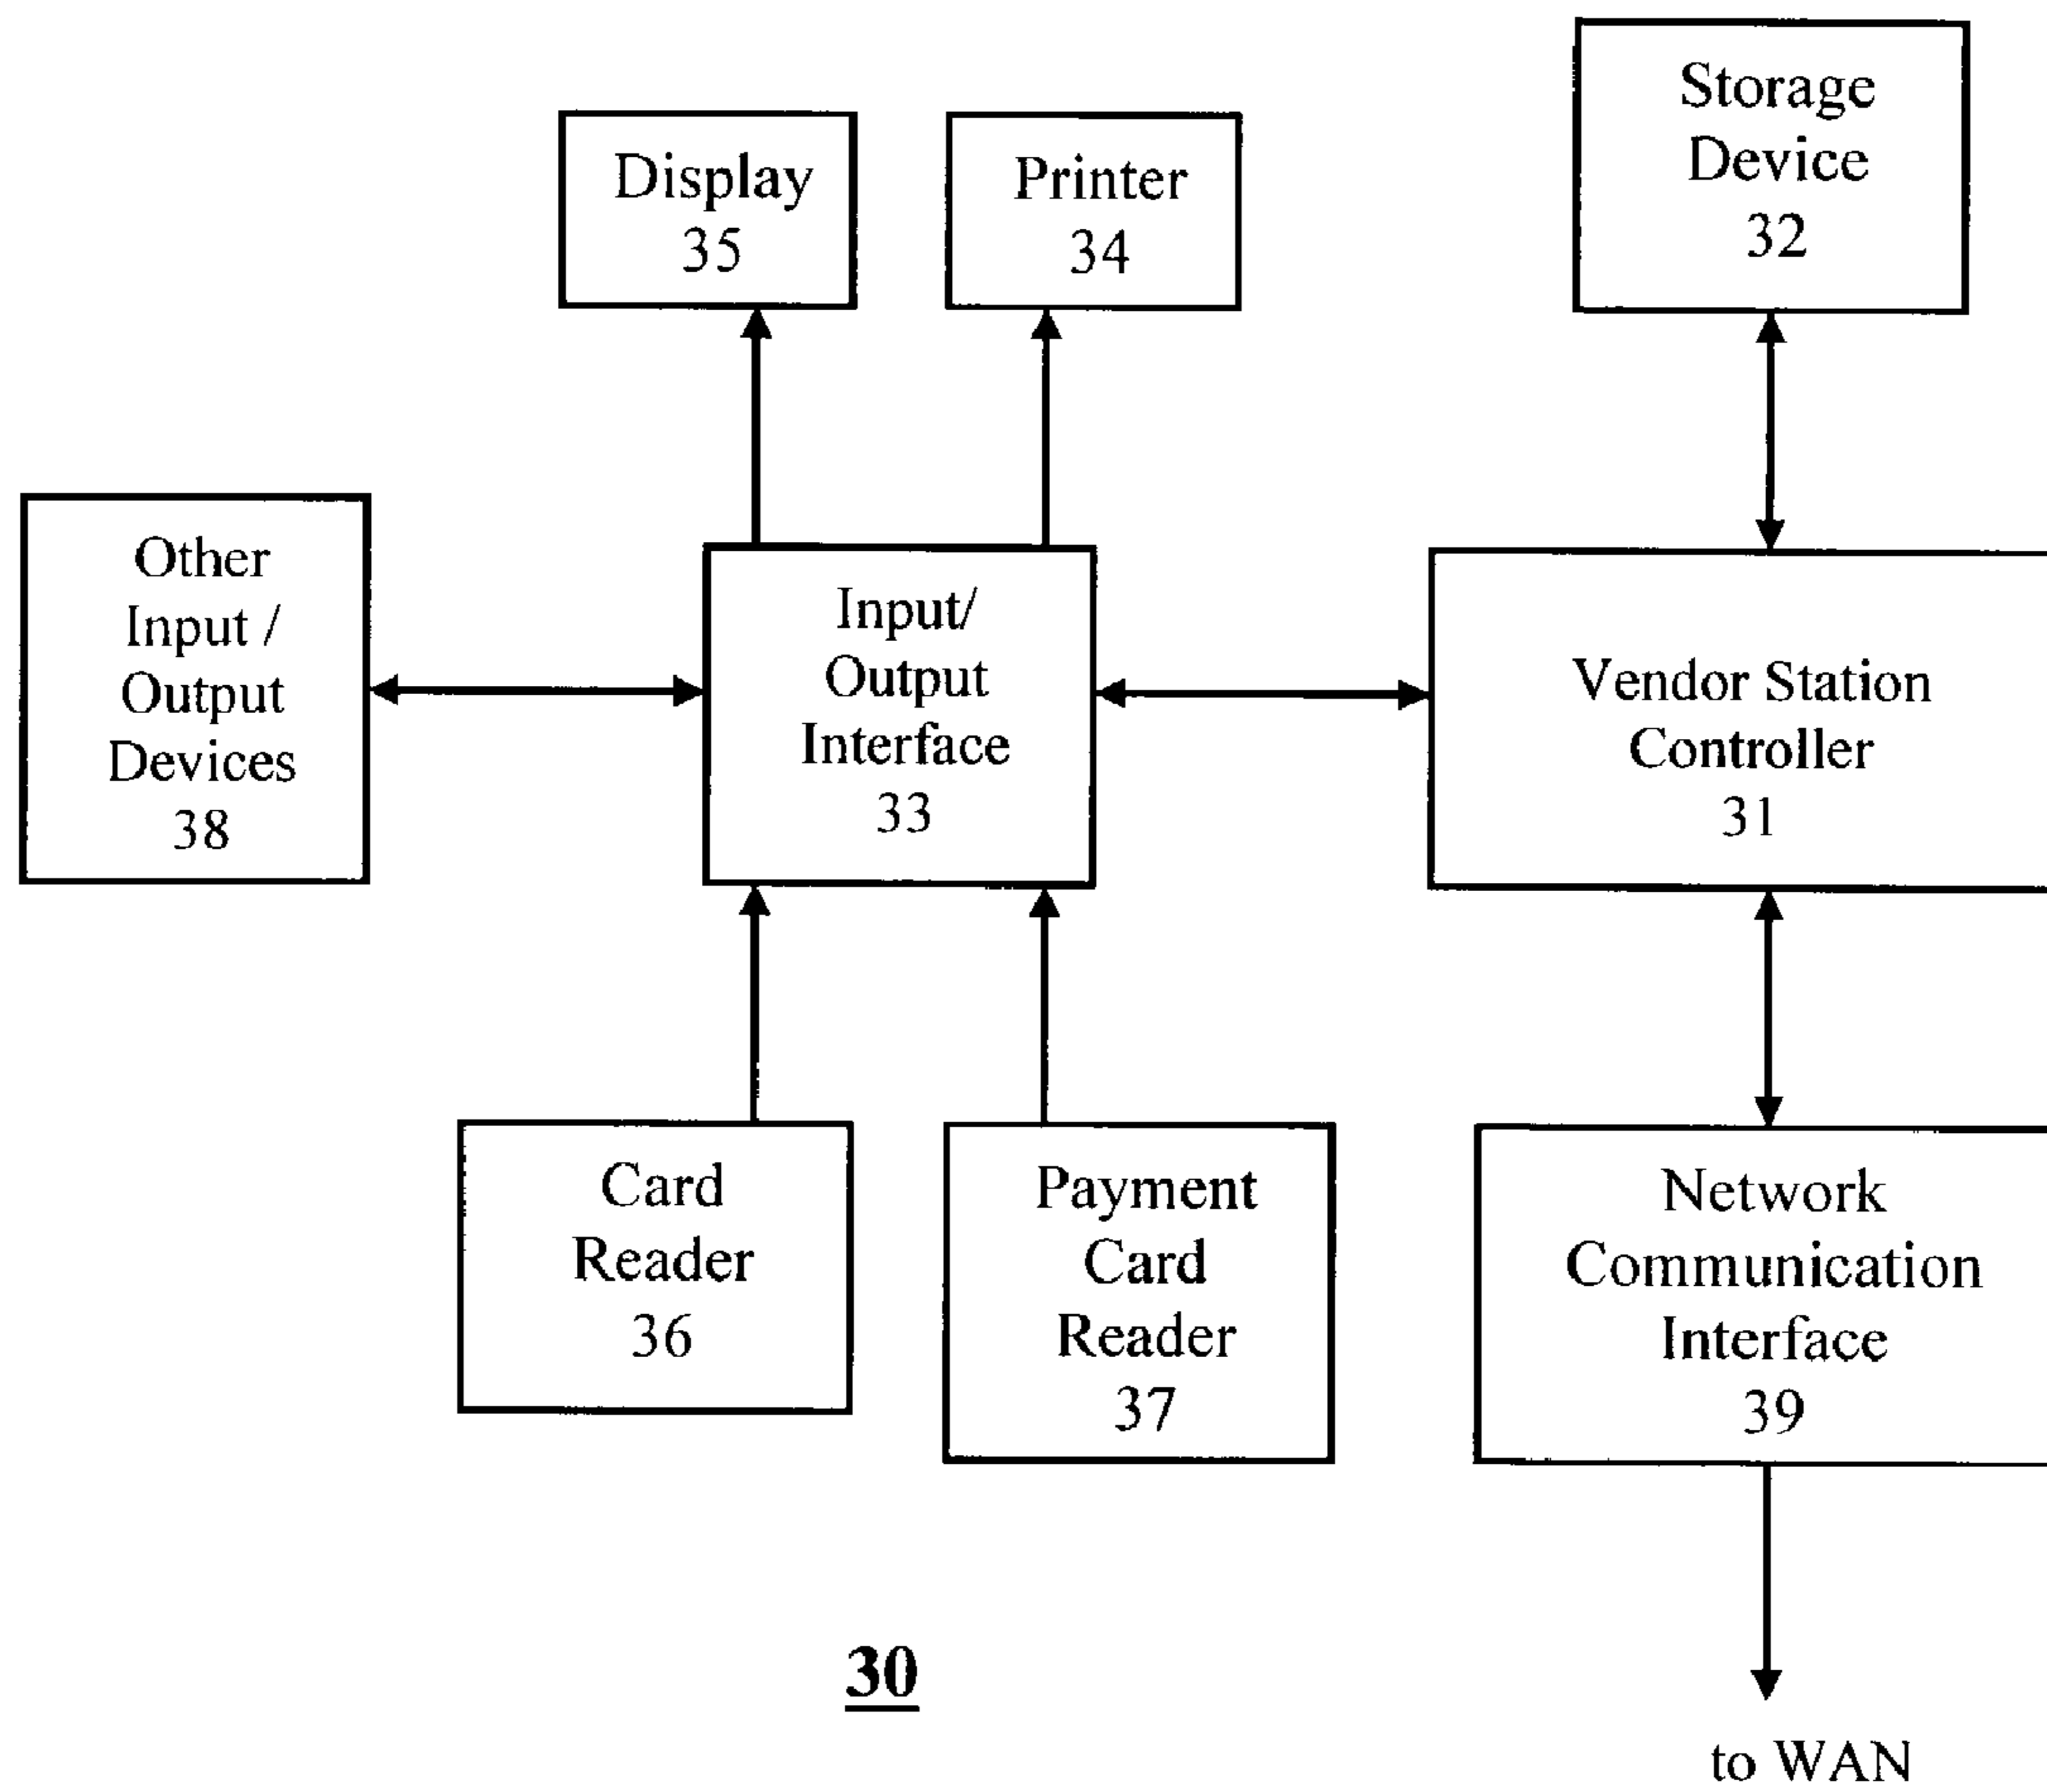 Storage
Device
32
Display
35
Printer
34
Other
Input /
Output
Devices
38
Input/
Output
Interface
33
Vendor Station
Controller
31
Card
Reader
36
Payment
Card
Reader
37
Network
Communication
Interface
39
30
to WAN